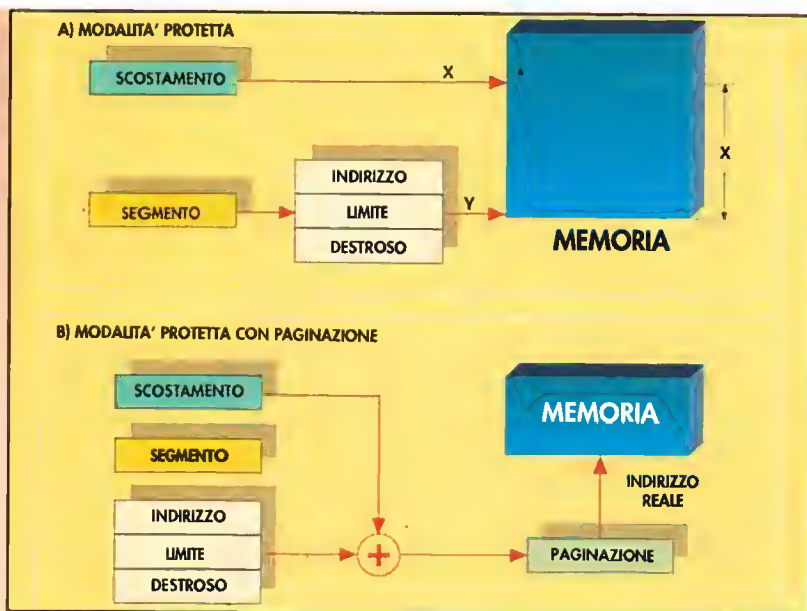 A) MODALITA' PROTETTA
SCOSTAMENTO
X
X
SEGMENTO
INDIRIZZO
LIMITE
DESTROSO
Y
MEMORIA
B) MODALITA' PROTETTA CON PAGINAZIONE
SCOSTAMENTO
MEMORIA
SEGMENTO
INDIRIZZO
REALE
INDIRIZZO
LIMITE
DESTROSO
+
PAGINAZIONE